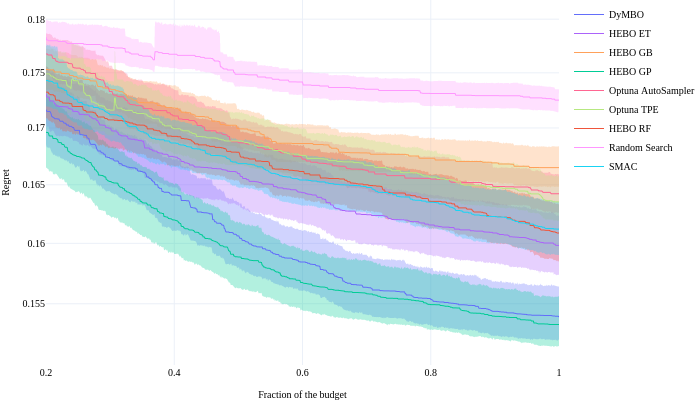 0.18
0.175
0.17
0.165
0.16
0.155
Regret
0.2
0.4
0.6
0.8
1
Fraction of the budget
DyMBO
HEBO ET
HEBO GB
HEBO GP
Optuna AutoSampler
Optuna TPE
HEBO RF
Random Search
SMAC